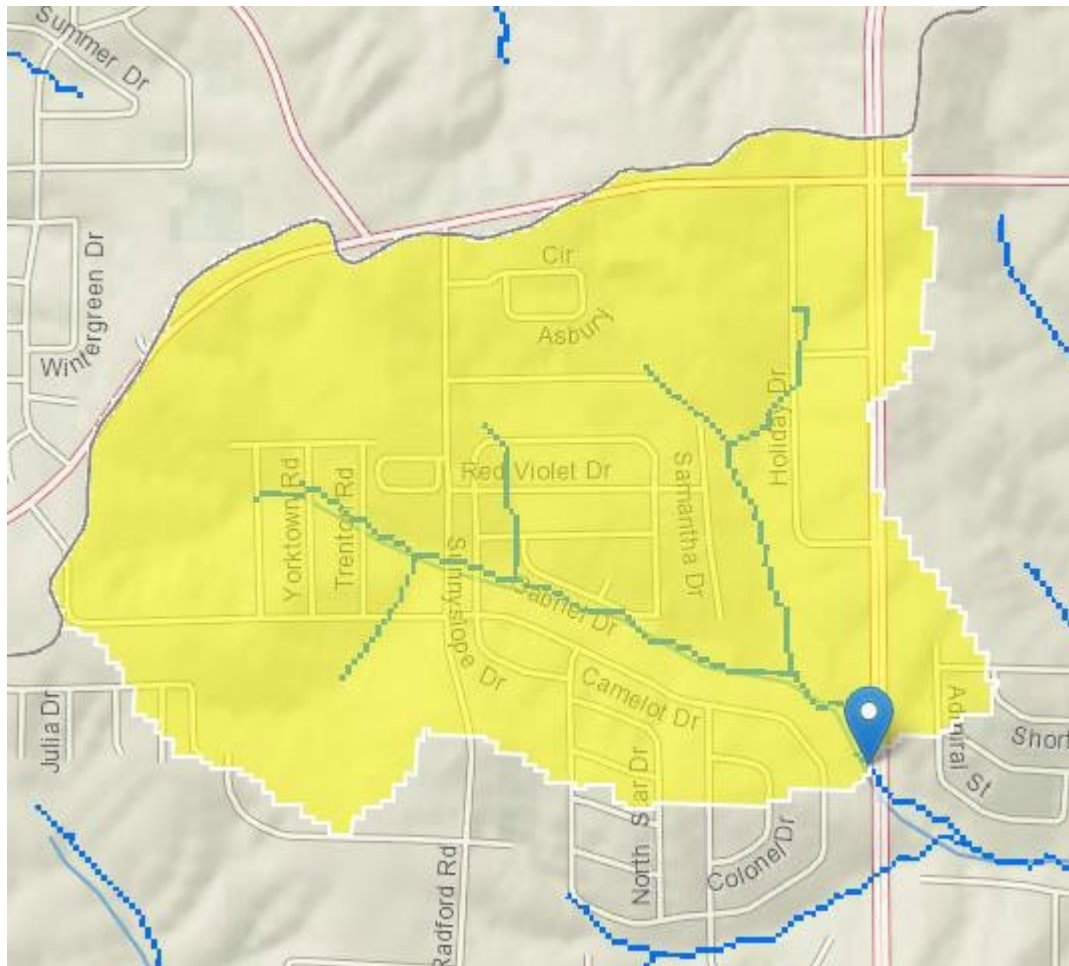 Summer Dr
Wintergreen Dr
Cir
Asbury
Holiday Dr
Red Violet Dr
Samantha Dr
Yorktown Rd
Trenton Rd
Sunnyslope Dr
Gabriel Dr
Camelot Dr
Julia Dr
North Star Dr
Admiral St
Short
Colonel Dr
Radford Rd